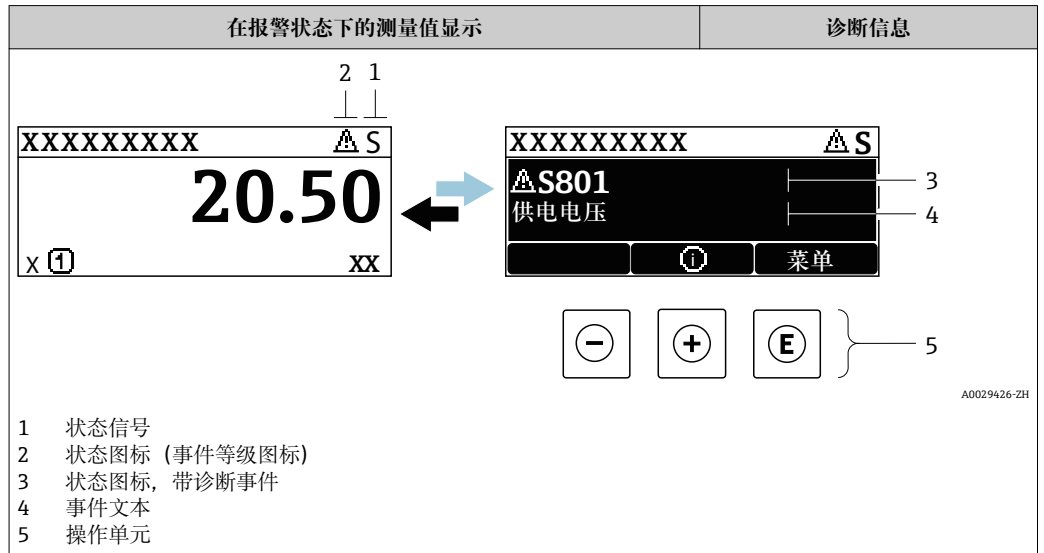 在报警状态下的测量值显示
诊断信息
2 1
XXXXXXXXX ⚠ S
20.50
X 1 XX
XXXXXXXXX ⚠ S
⚠S801
供电电压
i 菜单
3
4
− + E
5
A0029426-ZH
1 状态信号
2 状态图标（事件等级图标）
3 状态图标，带诊断事件
4 事件文本
5 操作单元